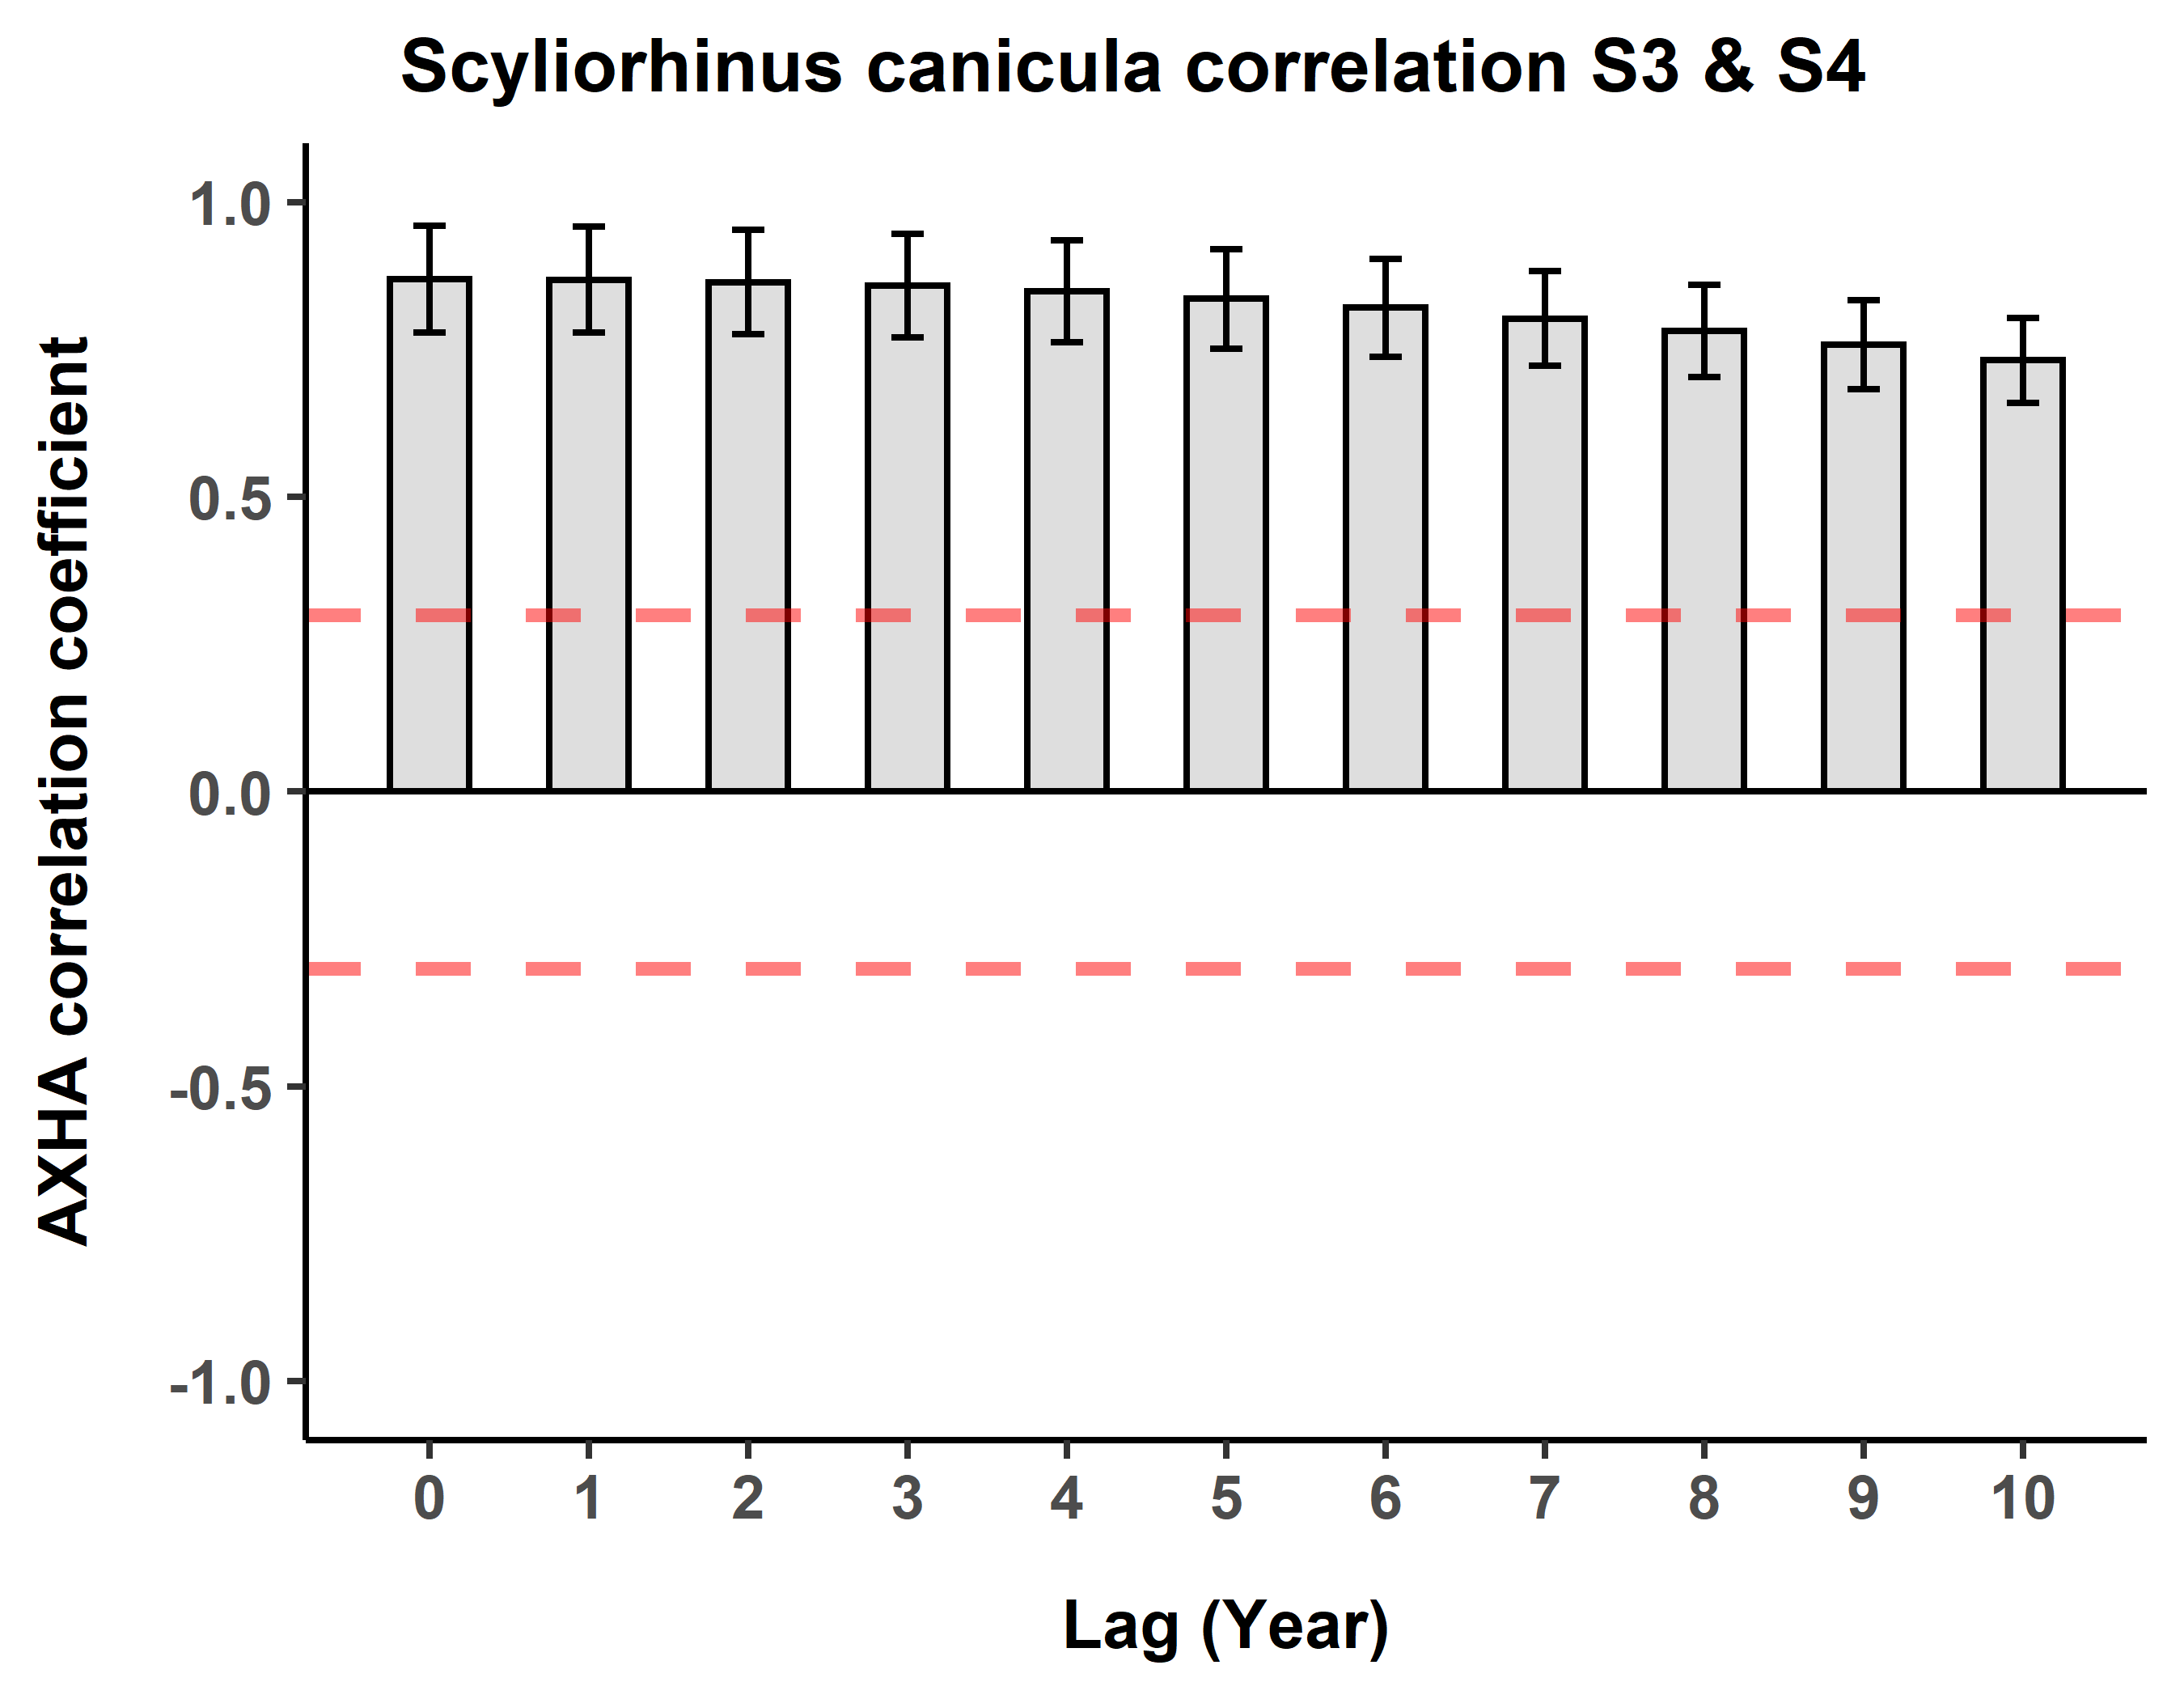 Scyliorhinus canicula correlation S3 & S4
AXHA correlation coefficient
1.0
0.5
0.0
-0.5
-1.0
0 1 2 3 4 5 6 7 8 9 10
Lag (Year)